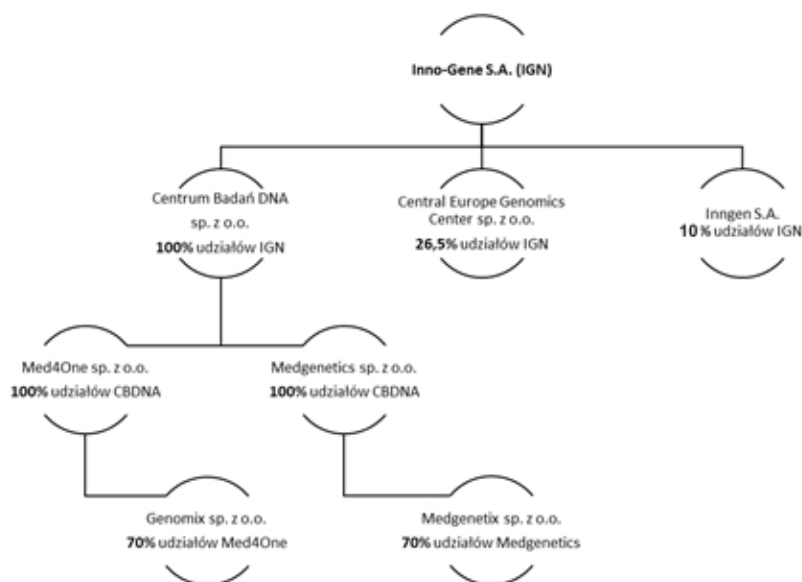 Inno-Gene S.A. (IGN)
Centrum Badań DNA
sp. z o.o.
100% udziałów IGN
Central Europe Genomics
Center sp. z o.o.
26,5% udziałów IGN
Inngen S.A.
10 % udziałów IGN
Med4One sp. z o.o.
100% udziałów CBDNA
Medgenetics sp. z o.o.
100% udziałów CBDNA
Genomix sp. z o.o.
70% udziałów Med4One
Medgenetix sp. z o.o.
70% udziałów Medgenetics